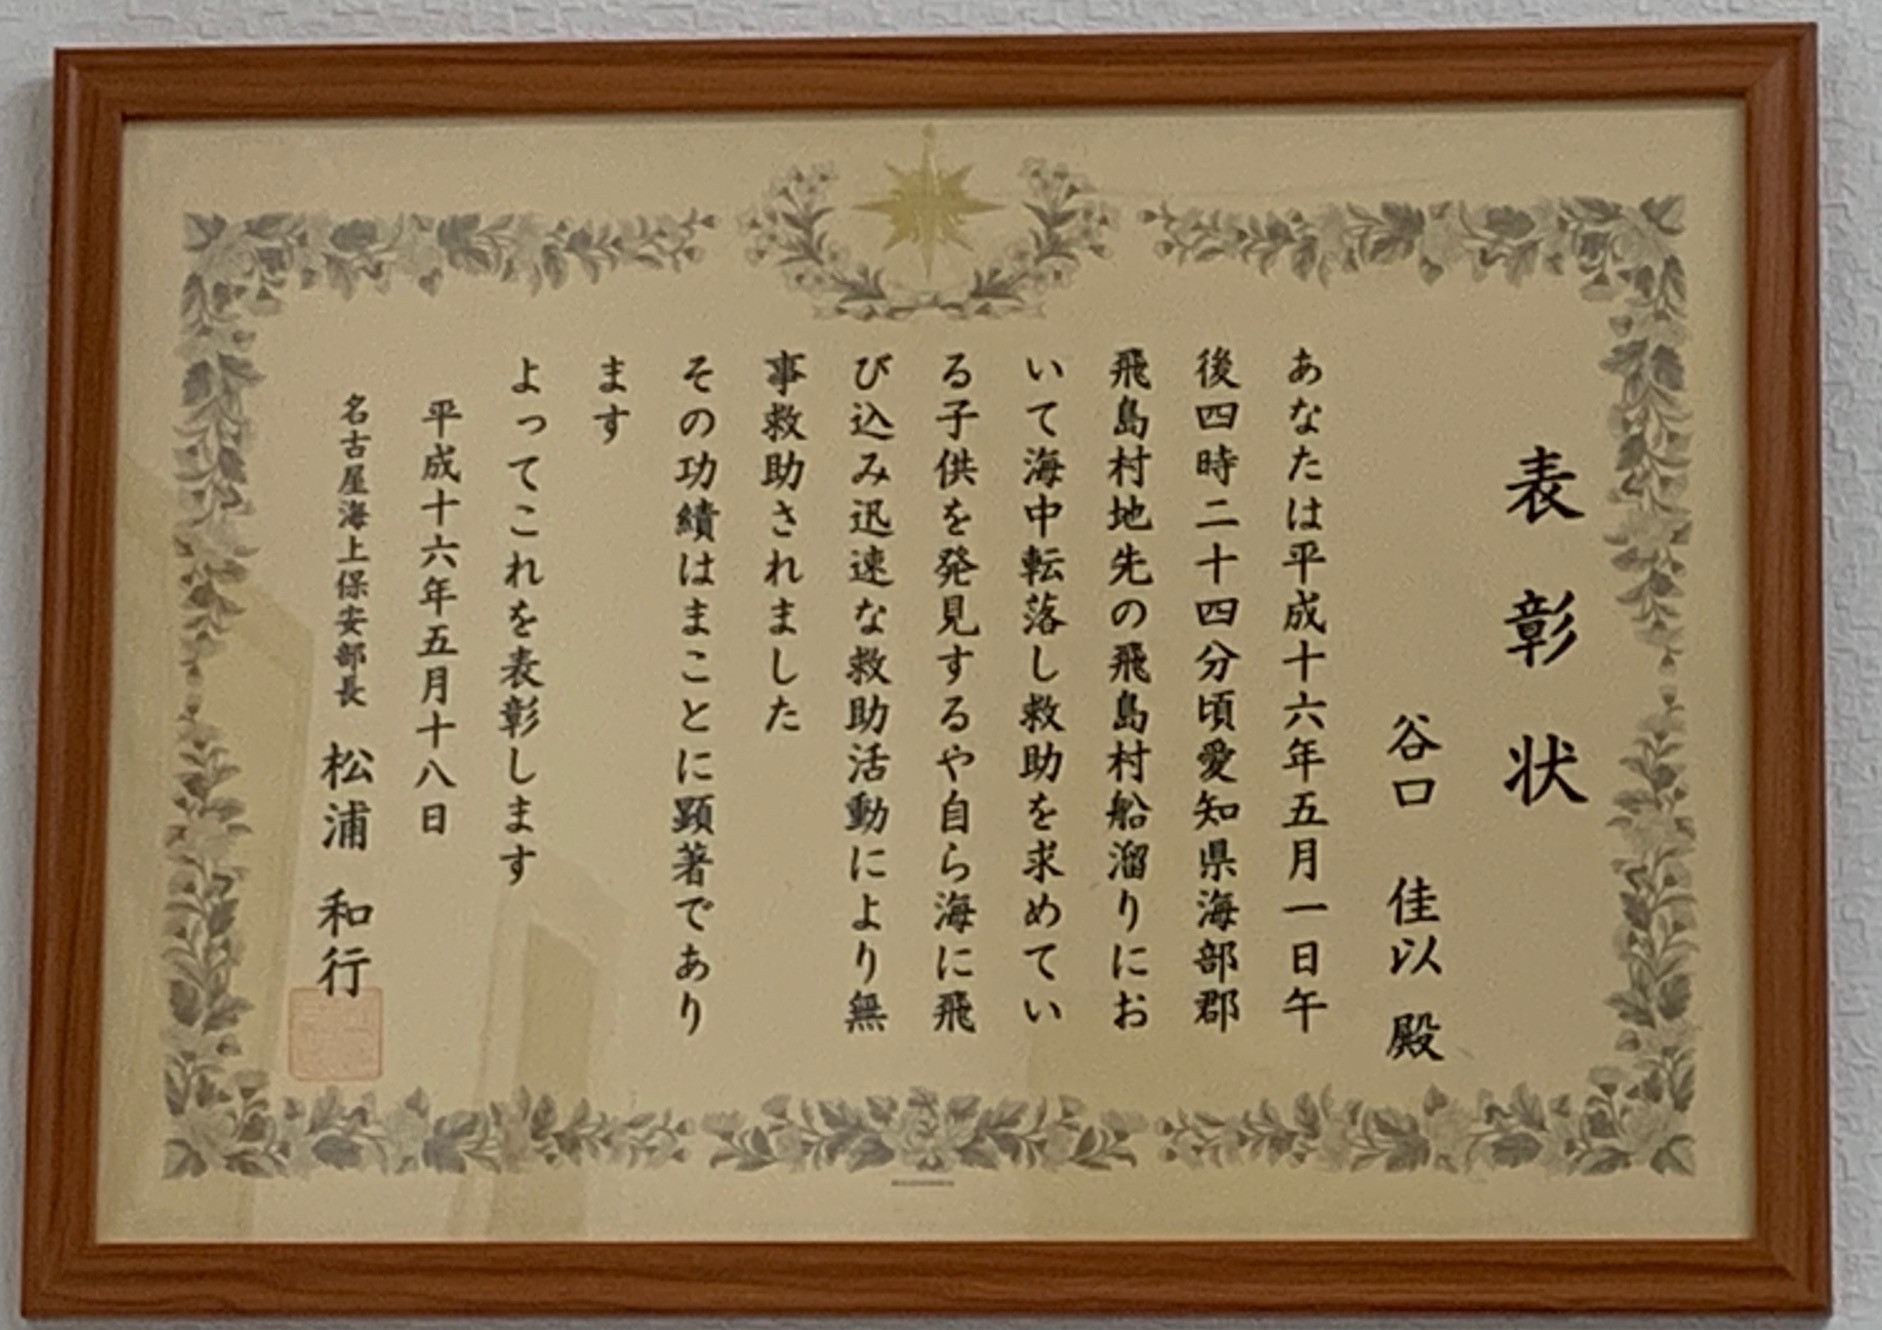 表彰状
谷口 佳以 殿
あなたは平成十六年五月一日午
後四時二十四分頃愛知県海部郡
飛島村地先の飛島村船溜りにお
いて海中転落し救助を求めてい
る子供を発見するや自ら海に飛
び込み迅速な救助活動により無
事救助されました
その功績はまことに顕著であり
ます
よってこれを表彰します
平成十六年五月十八日
名古屋海上保安部長 松浦 和行